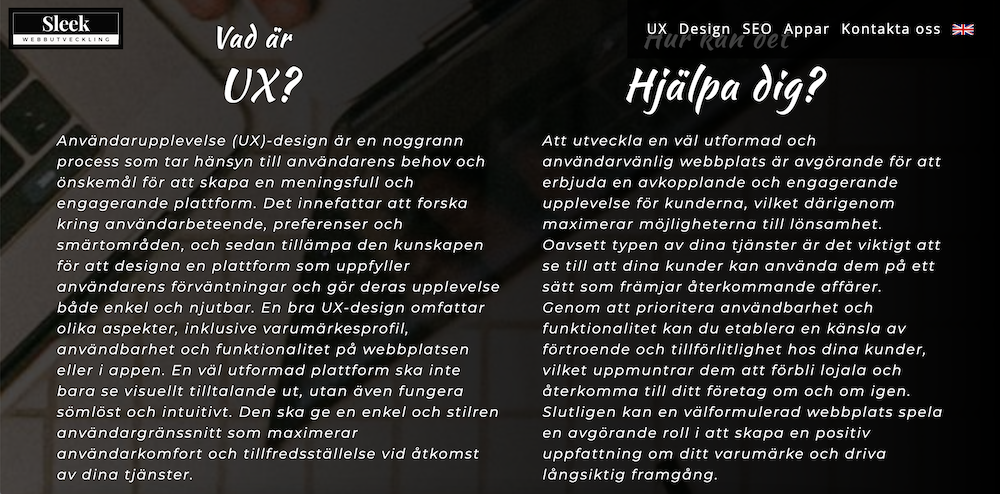 Sleek
WEBBUTVECKLING
UX Design SEO Appar Kontakta oss
Vad är
UX?
Användarupplevelse (UX)-design är en noggrann
process som tar hänsyn till användarens behov och
önskemål för att skapa en meningsfull och
engagerande plattform. Det innefattar att forska
kring användarbeteende, preferenser och
smärtområden, och sedan tillämpa den kunskapen
för att designa en plattform som uppfyller
användarens förväntningar och gör deras upplevelse
både enkel och njutbar. En bra UX-design omfattar
olika aspekter, inklusive varumärkesprofil,
användbarhet och funktionalitet på webbplatsen
eller i appen. En väl utformad plattform ska inte
bara se visuellt tilltalande ut, utan även fungera
sömlöst och intuitivt. Den ska ge en enkel och stilren
användargränssnitt som maximerar
användarkomfort och tillfredsställelse vid åtkomst
av dina tjänster.
Hur kan det
Hjälpa dig?
Att utveckla en väl utformad och
användarvänlig webbplats är avgörande för att
erbjuda en avkopplande och engagerande
upplevelse för kunderna, vilket därigenom
maximerar möjligheterna till lönsamhet.
Oavsett typen av dina tjänster är det viktigt att
se till att dina kunder kan använda dem på ett
sätt som främjar återkommande affärer.
Genom att prioritera användbarhet och
funktionalitet kan du etablera en känsla av
förtroende och tillförlitlighet hos dina kunder,
vilket uppmuntrar dem att förbli lojala och
återkomma till ditt företag om och om igen.
Slutligen kan en välformulerad webbplats spela
en avgörande roll i att skapa en positiv
uppfattning om ditt varumärke och driva
långsiktig framgång.